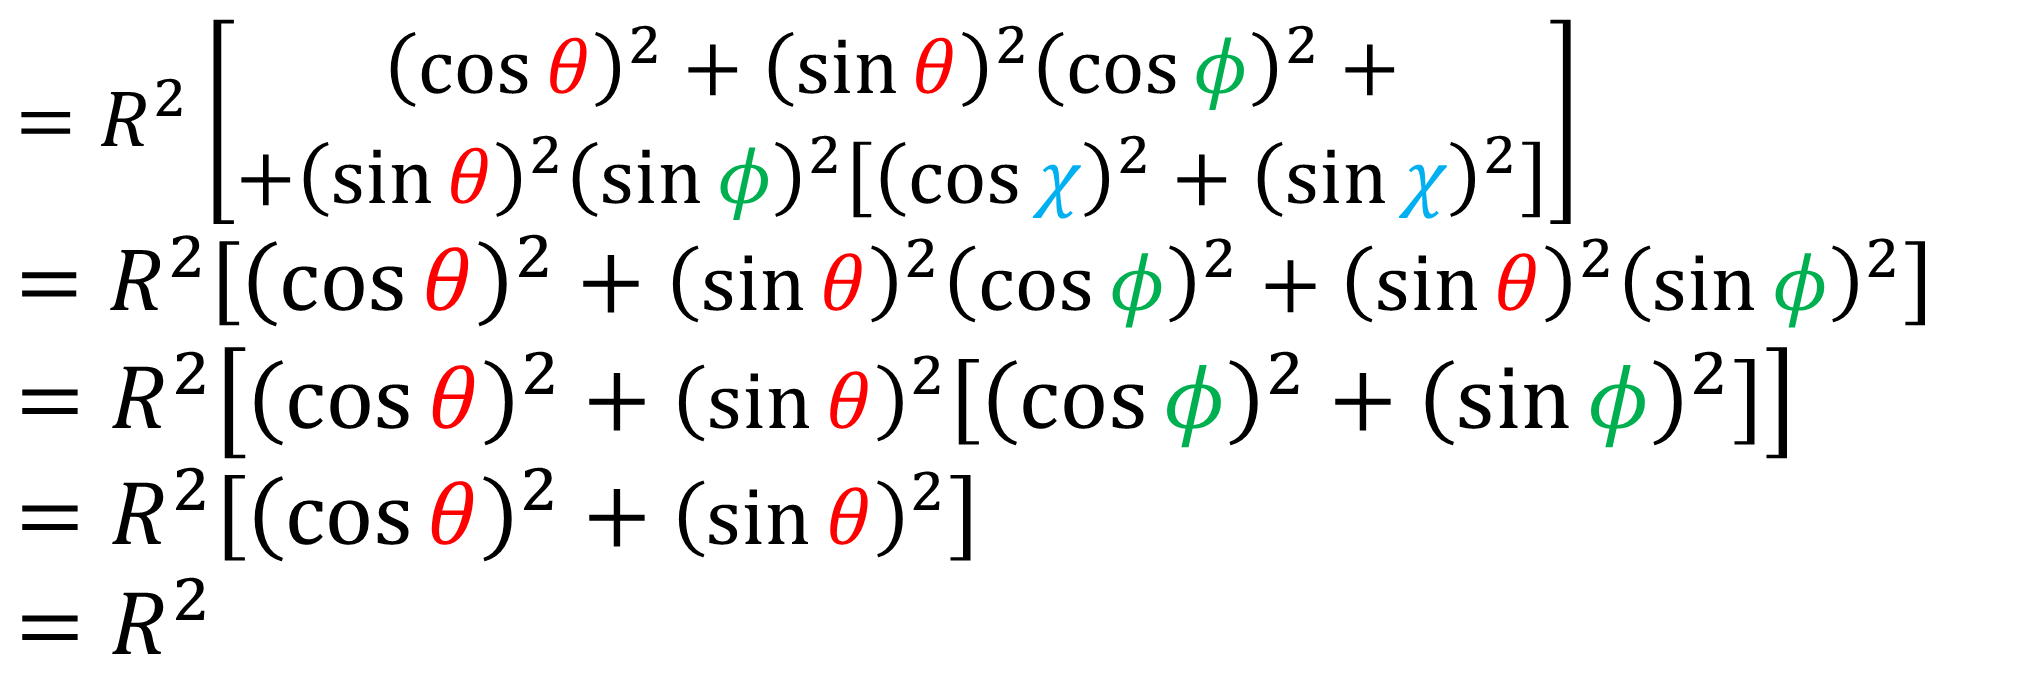 = R² [ (cos θ)² + (sin θ)²(cos ϕ)² +
+(sin θ)²(sin ϕ)²[(cos χ)² + (sin χ)²] ]
= R²[(cos θ)² + (sin θ)²(cos ϕ)² + (sin θ)²(sin ϕ)²]
= R²[(cos θ)² + (sin θ)²[(cos ϕ)² + (sin ϕ)²]]
= R²[(cos θ)² + (sin θ)²]
= R²